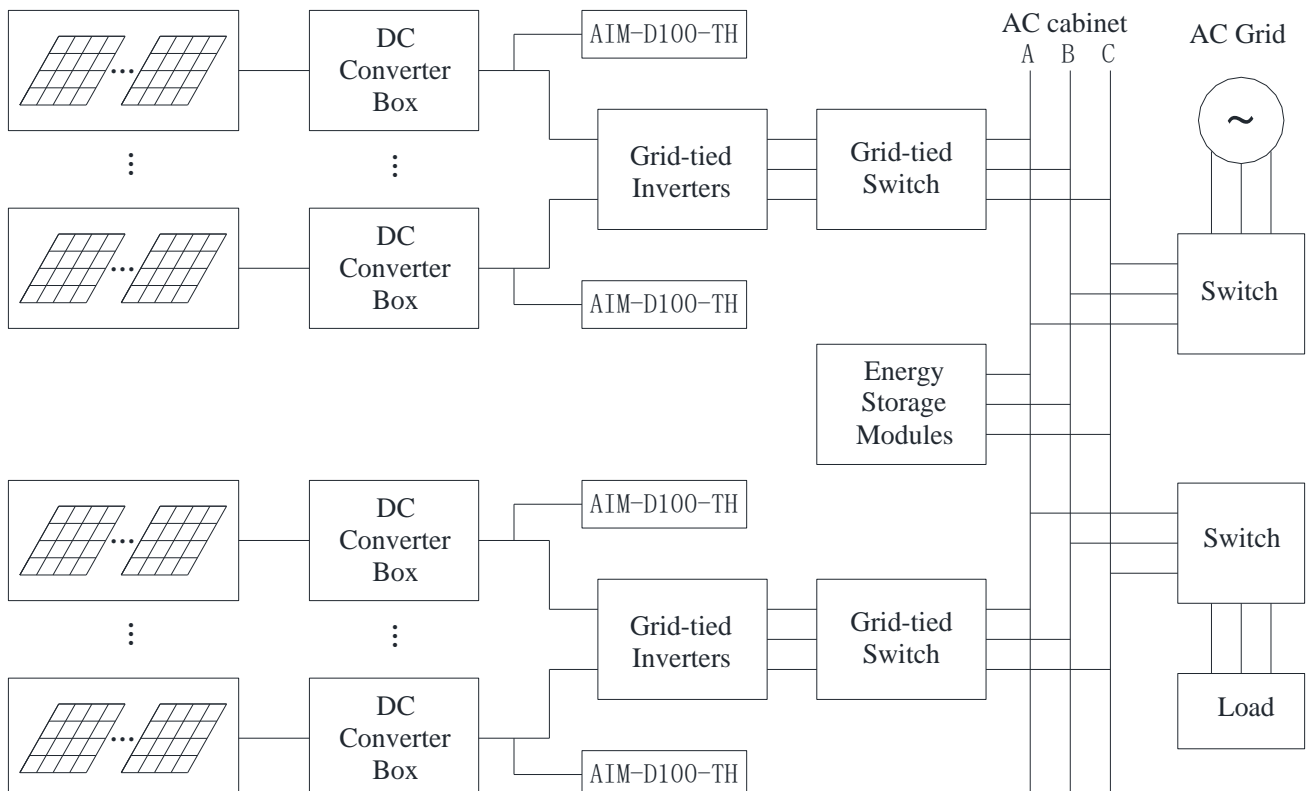 DC
Converter
Box
AIM-D100-TH
AC cabinet
A B C
AC Grid
~
Grid-tied
Inverters
Grid-tied
Switch
DC
Converter
Box
AIM-D100-TH
Switch
Energy
Storage
Modules
DC
Converter
Box
AIM-D100-TH
Switch
Grid-tied
Inverters
Grid-tied
Switch
DC
Converter
Box
AIM-D100-TH
Load